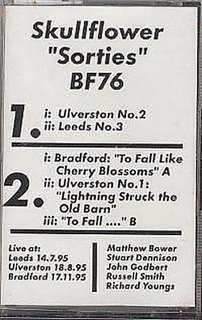 Skullflower
"Sorties"
BF76
1.
i: Ulverston No.2
ii: Leeds No.3
2.
i: Bradford: "To Fall Like
Cherry Blossoms" A
ii: Ulverston No.1:
"Lightning Struck the
Old Barn"
iii: "To Fall ...." B
Live at:
Leeds 14.7.95
Ulverston 18.8.95
Bradford 17.11.95
Matthew Bower
Stuart Dennison
John Godbert
Russell Smith
Richard Youngs